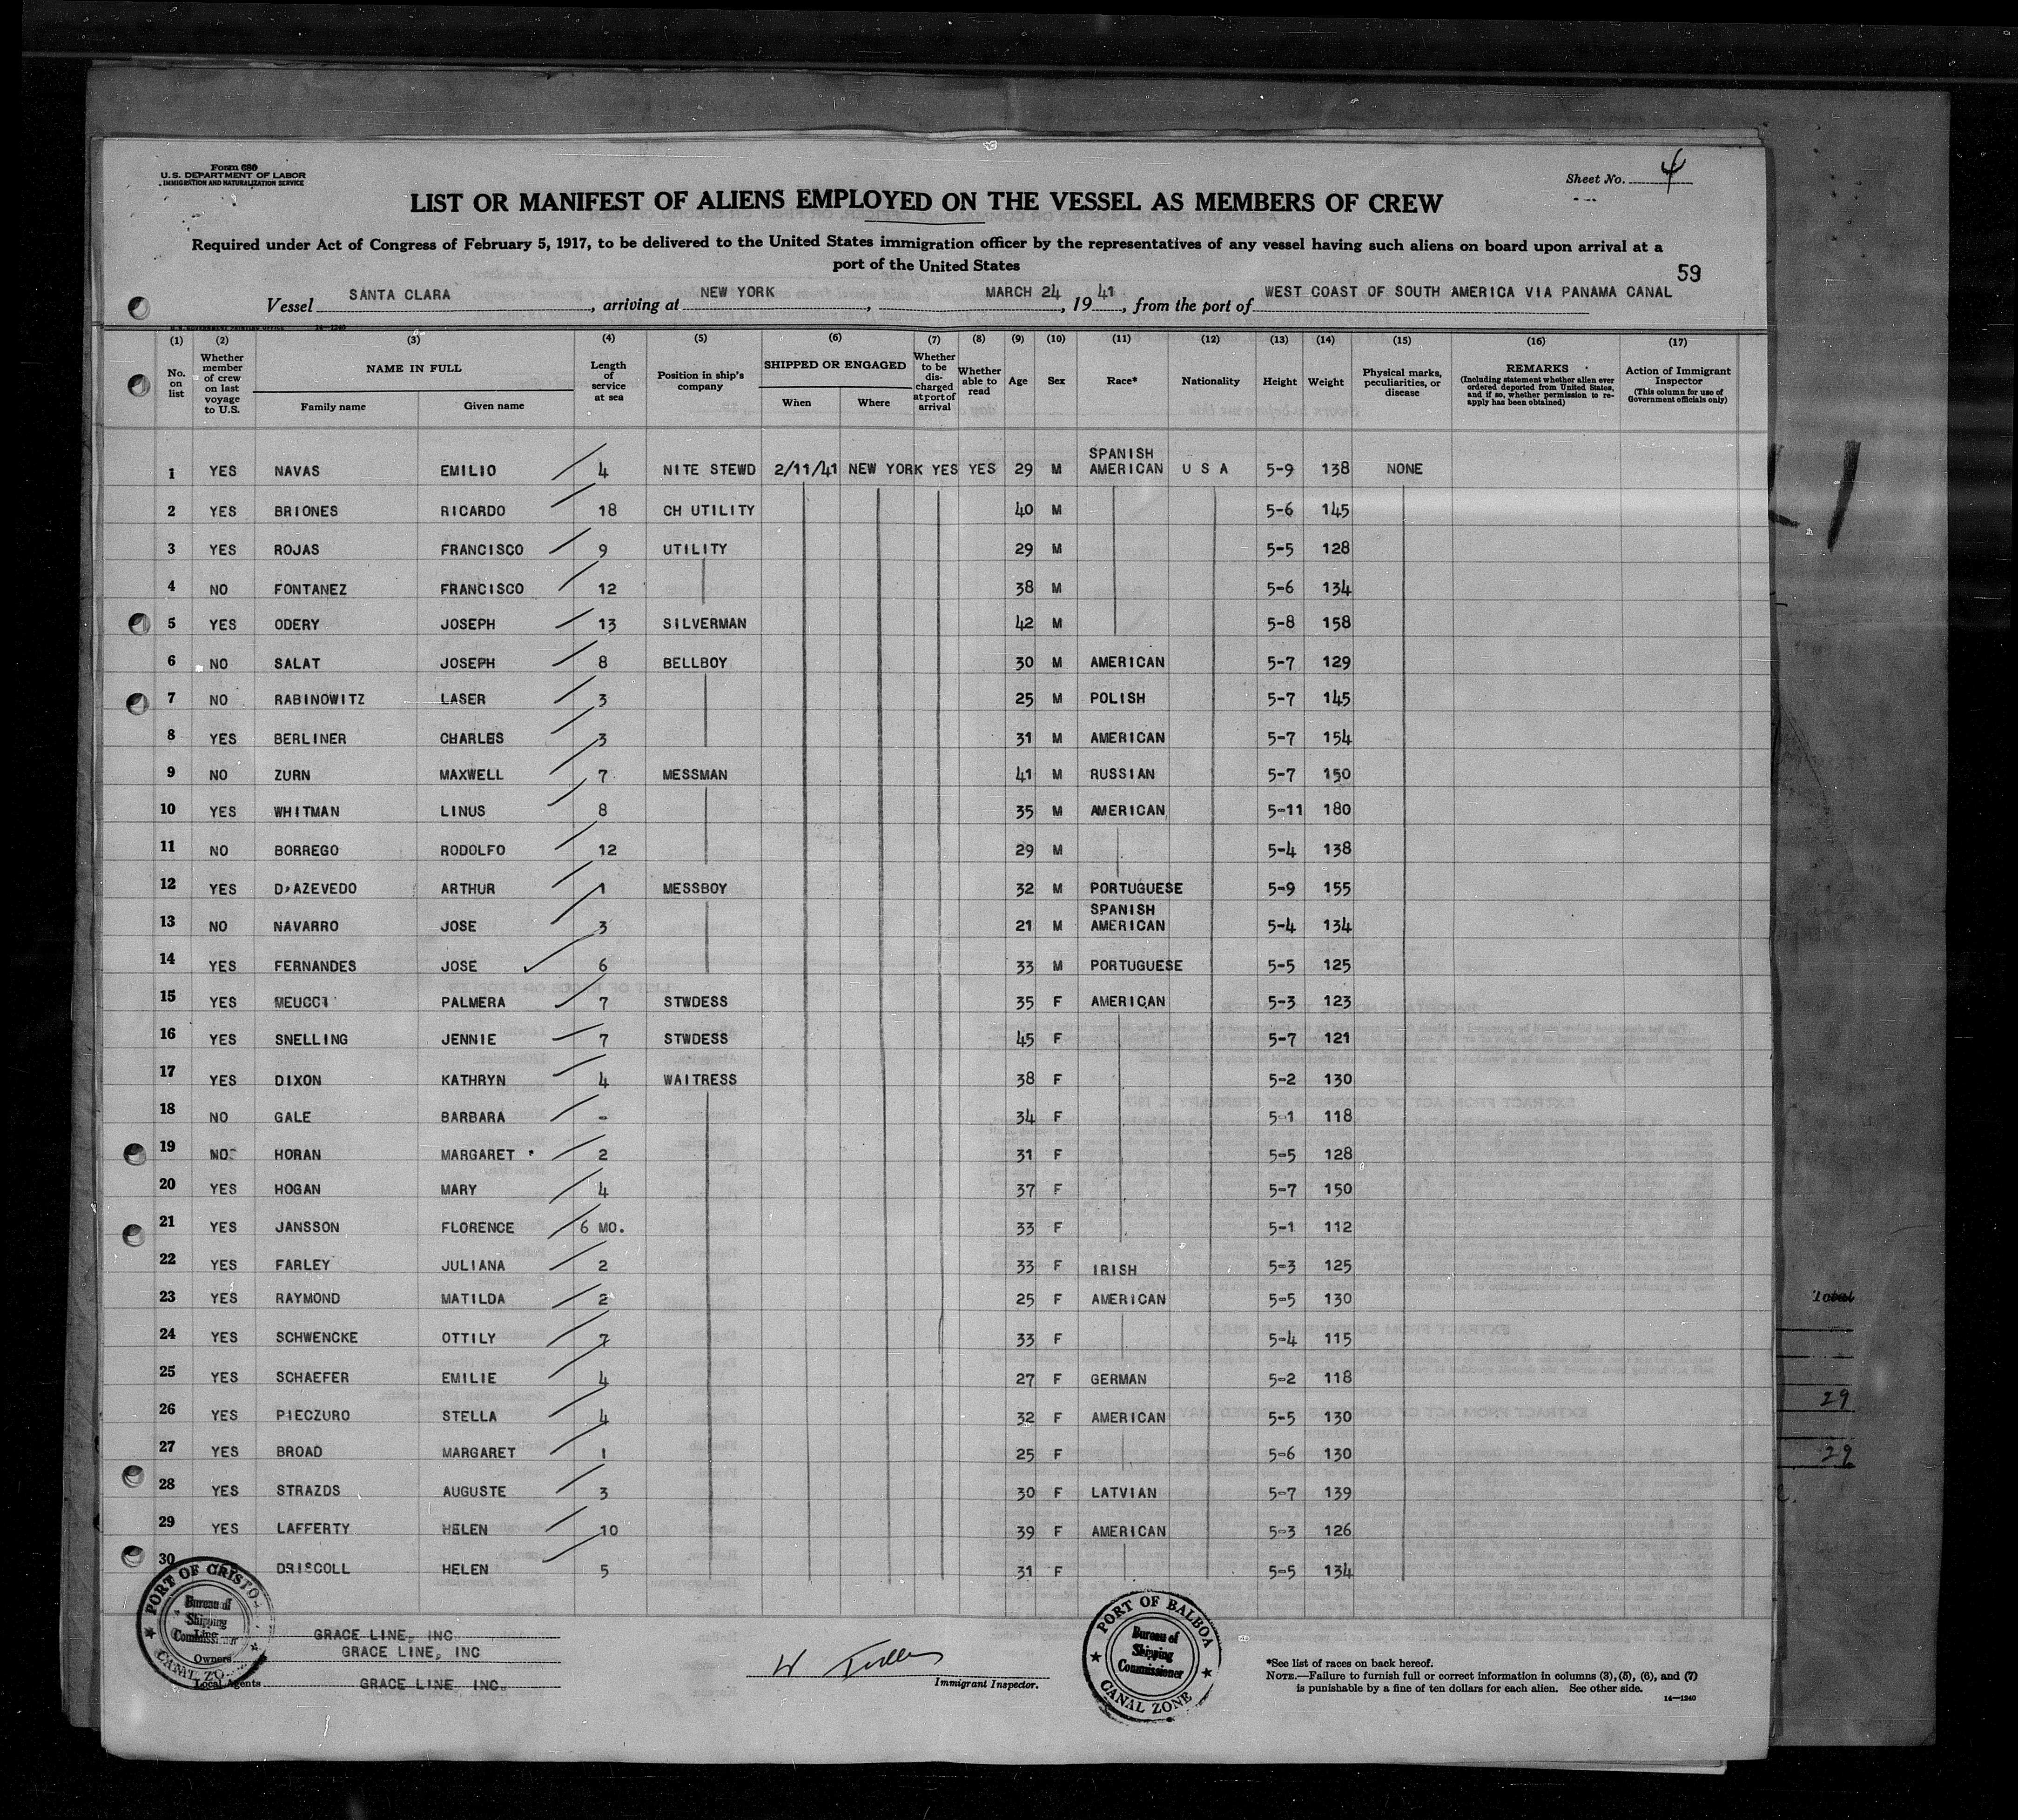 Form 680
U.S. DEPARTMENT OF LABOR
IMMIGRATION AND NATURALIZATION SERVICE
Sheet No. 4
LIST OR MANIFEST OF ALIENS EMPLOYED ON THE VESSEL AS MEMBERS OF CREW
Required under Act of Congress of February 5, 1917, to be delivered to the United States immigration officer by the representatives of any vessel having such aliens on board upon arrival at a
port of the United States
59
Vessel SANTA CLARA, arriving at NEW YORK, MARCH 24, 1941, from the port of WEST COAST OF SOUTH AMERICA VIA PANAMA CANAL
U.S. GOVERNMENT PRINTING OFFICE 14—1240
(1) (2) (3) (4) (5) (6) (7) (8) (9) (10) (11) (12) (13) (14) (15) (16) (17)
No. on list
Whether member of crew on last voyage to U.S.
NAME IN FULL
Family name
Given name
Length of service at sea
Position in ship's company
SHIPPED OR ENGAGED
When
Where
Whether to be discharged at port of arrival
Whether able to read
Age
Sex
Race*
Nationality
Height
Weight
Physical marks, peculiarities, or disease
REMARKS
(Including statement whether alien ever ordered deported from United States, and if so, whether permission to re-apply has been obtained)
Action of Immigrant Inspector
(This column for use of Government officials only)
1 YES NAVAS EMILIO 4 NITE STEWD 2/11/41 NEW YORK YES YES 29 M SPANISH AMERICAN U S A 5-9 138 NONE
2 YES BRIONES RICARDO 18 CH UTILITY 40 M 5-6 145
3 YES ROJAS FRANCISCO 9 UTILITY 29 M 5-5 128
4 NO FONTANEZ FRANCISCO 12 38 M 5-6 134
5 YES ODERY JOSEPH 13 SILVERMAN 42 M 5-8 158
6 NO SALAT JOSEPH 8 BELLBOY 30 M AMERICAN 5-7 129
7 NO RABINOWITZ LASER 3 25 M POLISH 5-7 145
8 YES BERLINER CHARLES 3 31 M AMERICAN 5-7 154
9 NO ZURN MAXWELL 7 MESSMAN 41 M RUSSIAN 5-7 150
10 YES WHITMAN LINUS 8 35 M AMERICAN 5-11 180
11 NO BORREGO RODOLFO 12 29 M 5-4 138
12 YES D'AZEVEDO ARTHUR 1 MESSBOY 32 M PORTUGUESE 5-9 155
13 NO NAVARRO JOSE 3 21 M SPANISH AMERICAN 5-4 134
14 YES FERNANDES JOSE 6 33 M PORTUGUESE 5-5 125
15 YES MEUCCI PALMERA 7 STWDESS 35 F AMERICAN 5-3 123
16 YES SNELLING JENNIE 7 STWDESS 45 F 5-7 121
17 YES DIXON KATHRYN 4 WAITRESS 38 F 5-2 130
18 NO GALE BARBARA - 34 F 5-1 118
19 NO HORAN MARGARET 2 31 F 5-5 128
20 YES HOGAN MARY 4 37 F 5-7 150
21 YES JANSSON FLORENCE 6 MO. 33 F 5-1 112
22 YES FARLEY JULIANA 2 33 F IRISH 5-3 125
23 YES RAYMOND MATILDA 2 25 F AMERICAN 5-5 130
24 YES SCHWENCKE OTTILY 7 33 F 5-4 115
25 YES SCHAEFER EMILIE 4 27 F GERMAN 5-2 118
26 YES PIECZURO STELLA 4 32 F AMERICAN 5-5 130
27 YES BROAD MARGARET 1 25 F 5-6 130
28 YES STRAZDS AUGUSTE 3 30 F LATVIAN 5-7 139
29 YES LAFFERTY HELEN 10 39 F AMERICAN 5-3 126
30 DRISCOLL HELEN 5 31 F 5-5 134
Total
29
29
PORT OF CRISTO
Bureau of Shipping Commissioner
CANAL ZO
Line GRACE LINE, INC
Owners GRACE LINE, INC
Local Agents GRACE LINE INC.
W
Immigrant Inspector.
PORT OF BALBOA
Bureau of Shipping Commissioner
CANAL ZONE
*See list of races on back hereof.
NOTE.—Failure to furnish full or correct information in columns (3), (5), (6), and (7)
is punishable by a fine of ten dollars for each alien. See other side.
14—1240